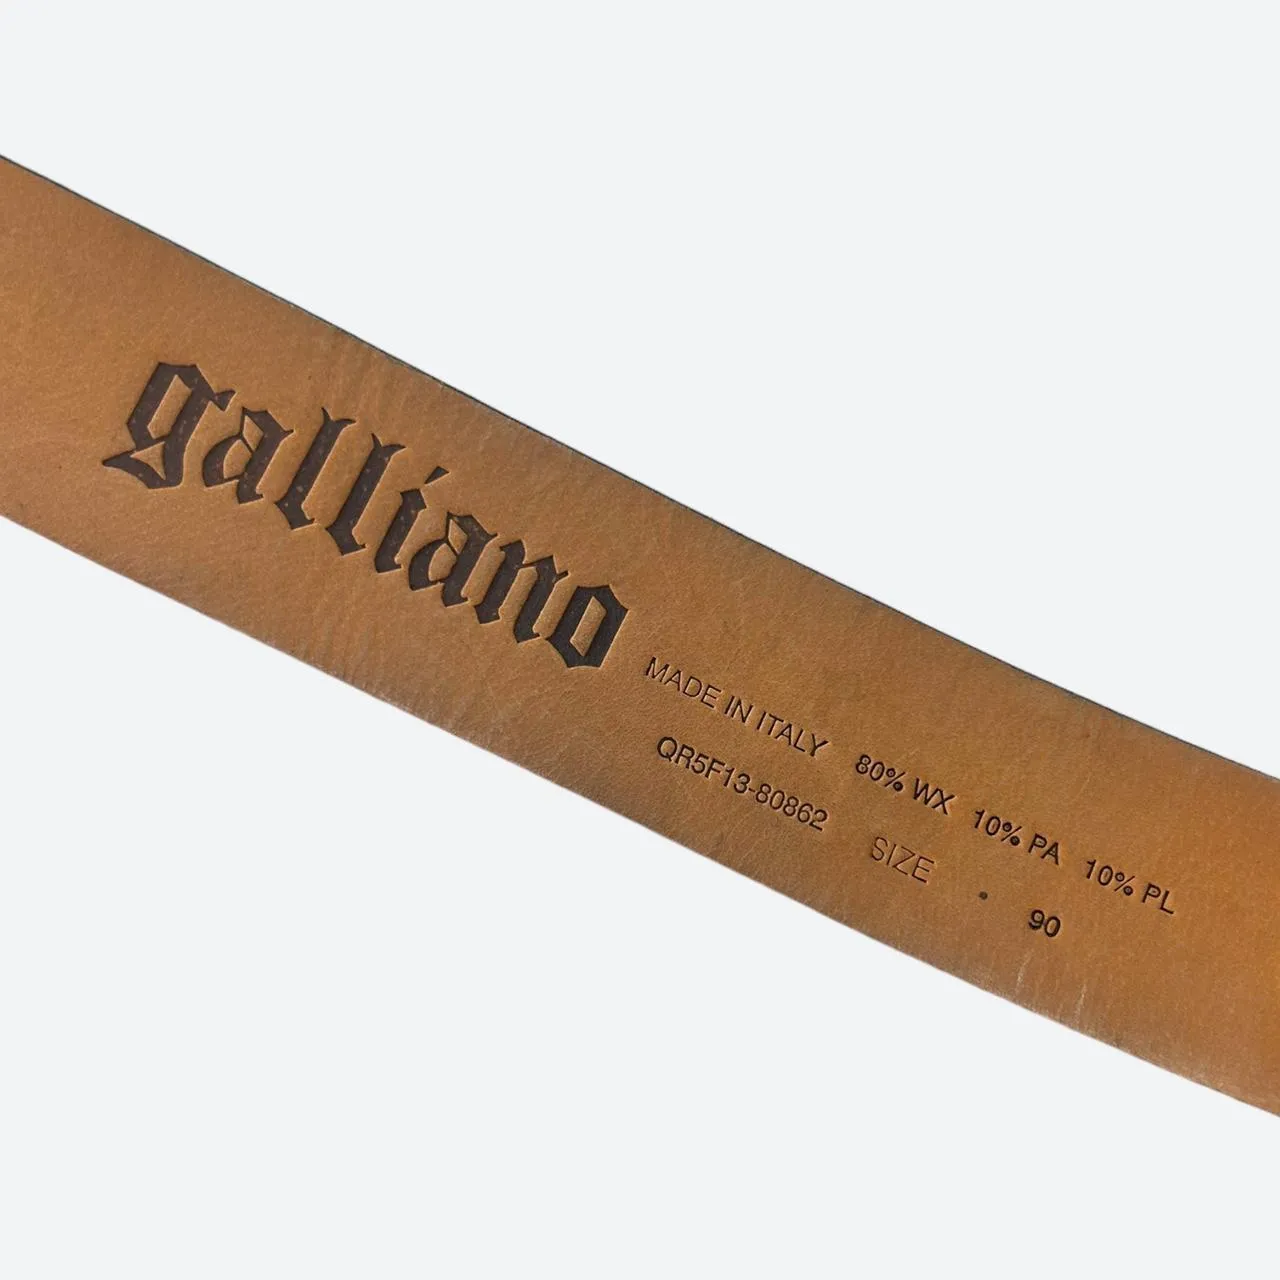 galliano
MADE IN ITALY 80% WX 10% PA 10% PL
QR5F13-80862 SIZE . 90